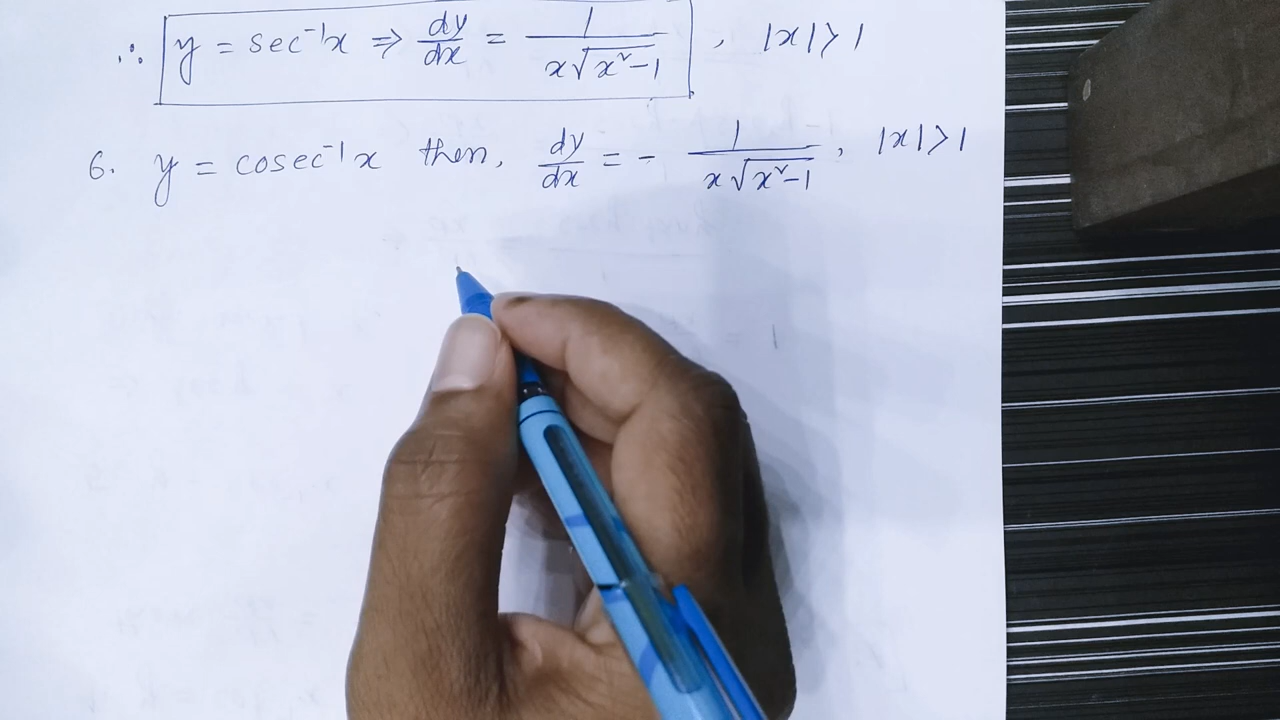 ∴ y = sec⁻¹x ⇒ dy/dx = 1/(x√(x²-1)) , |x| > 1
6. y = cosec⁻¹x then, dy/dx = - 1/(x√(x²-1)) , |x| > 1